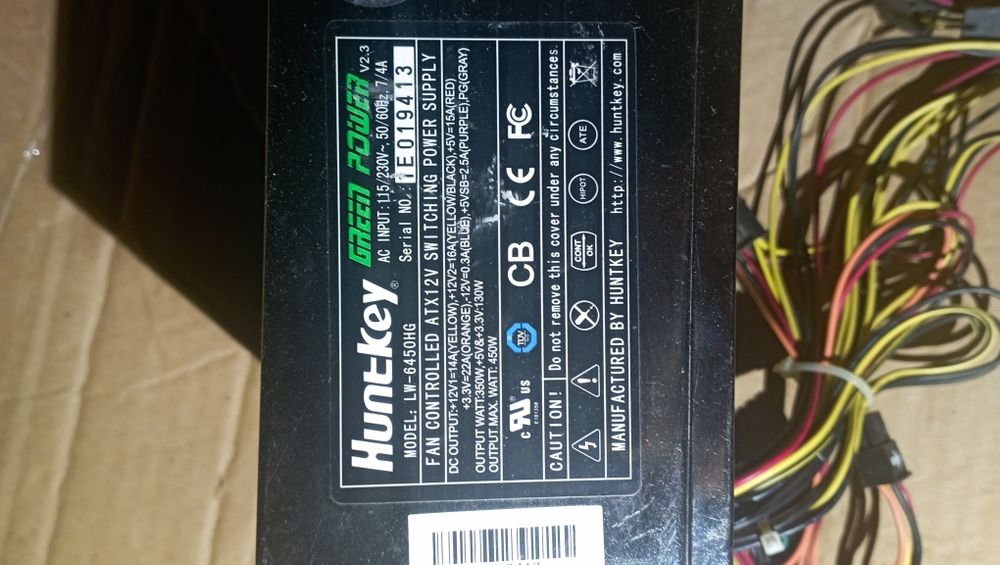 Huntkey® GREEN POWER V2.3
MODEL: LW-6450HG AC INPUT: 115/230V~, 50/60Hz, 7/4A
Serial NO.: 1E019413
FAN CONTROLLED ATX12V SWITCHING POWER SUPPLY
DC OUTPUT:+12V1=14A(YELLOW),+12V2=16A(YELLOW/BLACK),+5V=15A(RED)
+3.3V=22A(ORANGE),-12V=0.3A(BLUE),+5VSB=2.5A(PURPLE),PG(GRAY)
OUTPUT WATT:350W,+5V&+3.3V:130W
OUTPUT.MAX. WATT: 450W
c RU® US TÜV CB CE FC
CAUTION! Do not remove this cover under any circumstances.
CONT OK HIPOT ATE
MANUFACTURED BY HUNTKEY http://www.huntkey.com